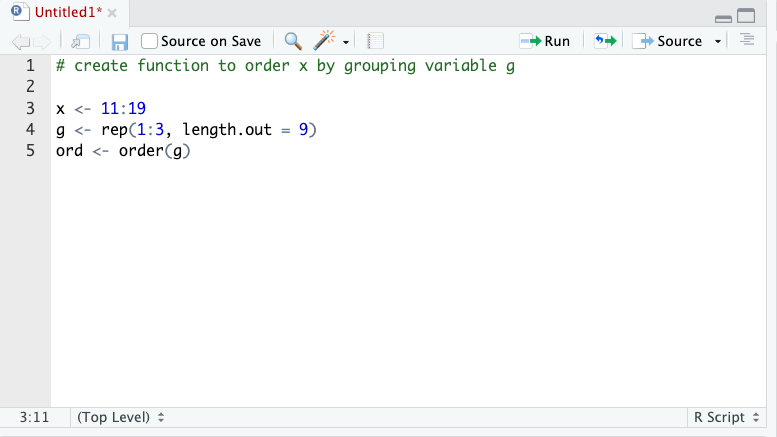 Untitled1*
Source on Save Run Source
1 # create function to order x by grouping variable g
2
3 x <- 11:19
4 g <- rep(1:3, length.out = 9)
5 ord <- order(g)
3:11 (Top Level) R Script